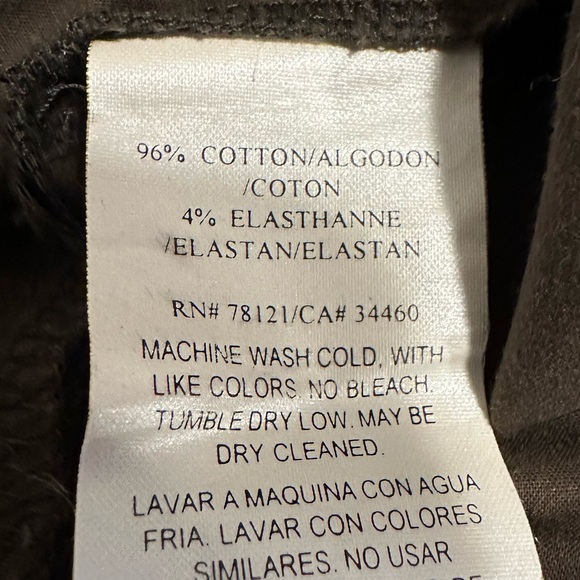 96% COTTON/ALGODON
/COTON
4% ELASTHANNE
/ELASTAN/ELASTAN
RN# 78121/CA# 34460
MACHINE WASH COLD, WITH
LIKE COLORS. NO BLEACH.
TUMBLE DRY LOW. MAY BE
DRY CLEANED.
LAVAR A MAQUINA CON AGUA
FRIA. LAVAR CON COLORES
SIMILARES. NO USAR